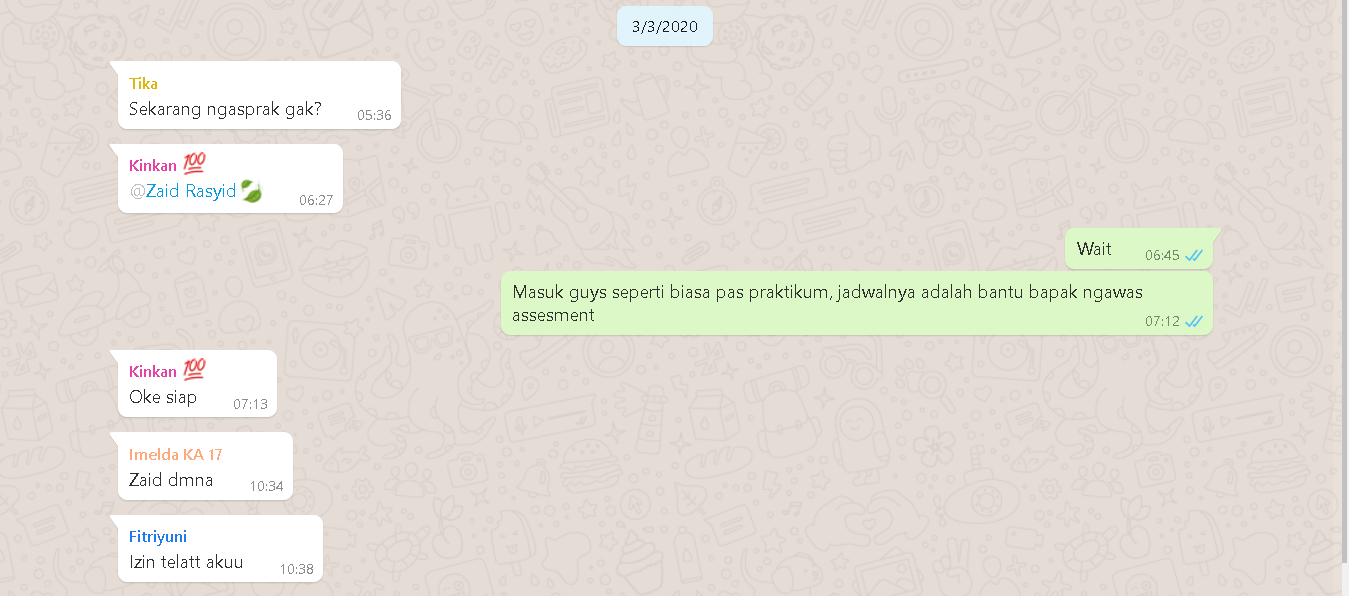 3/3/2020
Tika
Sekarang ngasprak gak?
05:36
Kinkan 💯
@Zaid Rasyid
06:27
Wait
06:45
Masuk guys seperti biasa pas praktikum, jadwalnya adalah bantu bapak ngawas
assesment
07:12
Kinkan 💯
Oke siap
07:13
Imelda KA 17
Zaid dmna
10:34
Fitriyuni
Izin telatt akuu
10:38